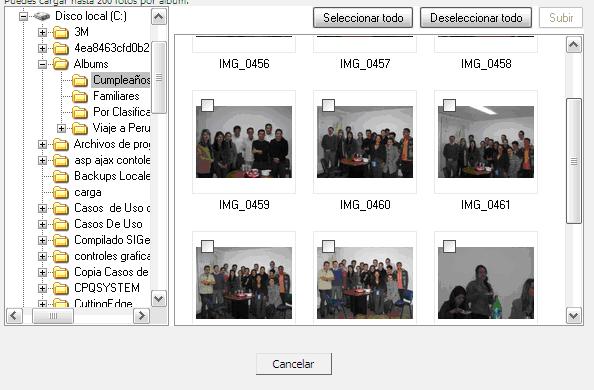 Puedes cargar hasta 200 fotos por álbum.
Disco local (C:)
3M
4ea8463cfd0b2
Albums
Cumpleaños
Familiares
Por Clasifica
Viaje a Peru
Archivos de prog
asp ajax contole
Backups Locale
carga
Casos de Uso c
Casos De Uso
Compilado SIGe
controles grafica
Copia Casos de
CPQSYSTEM
CuttingEdge
Seleccionar todo
Deseleccionar todo
Subir
IMG_0456
IMG_0457
IMG_0458
IMG_0459
IMG_0460
IMG_0461
Cancelar